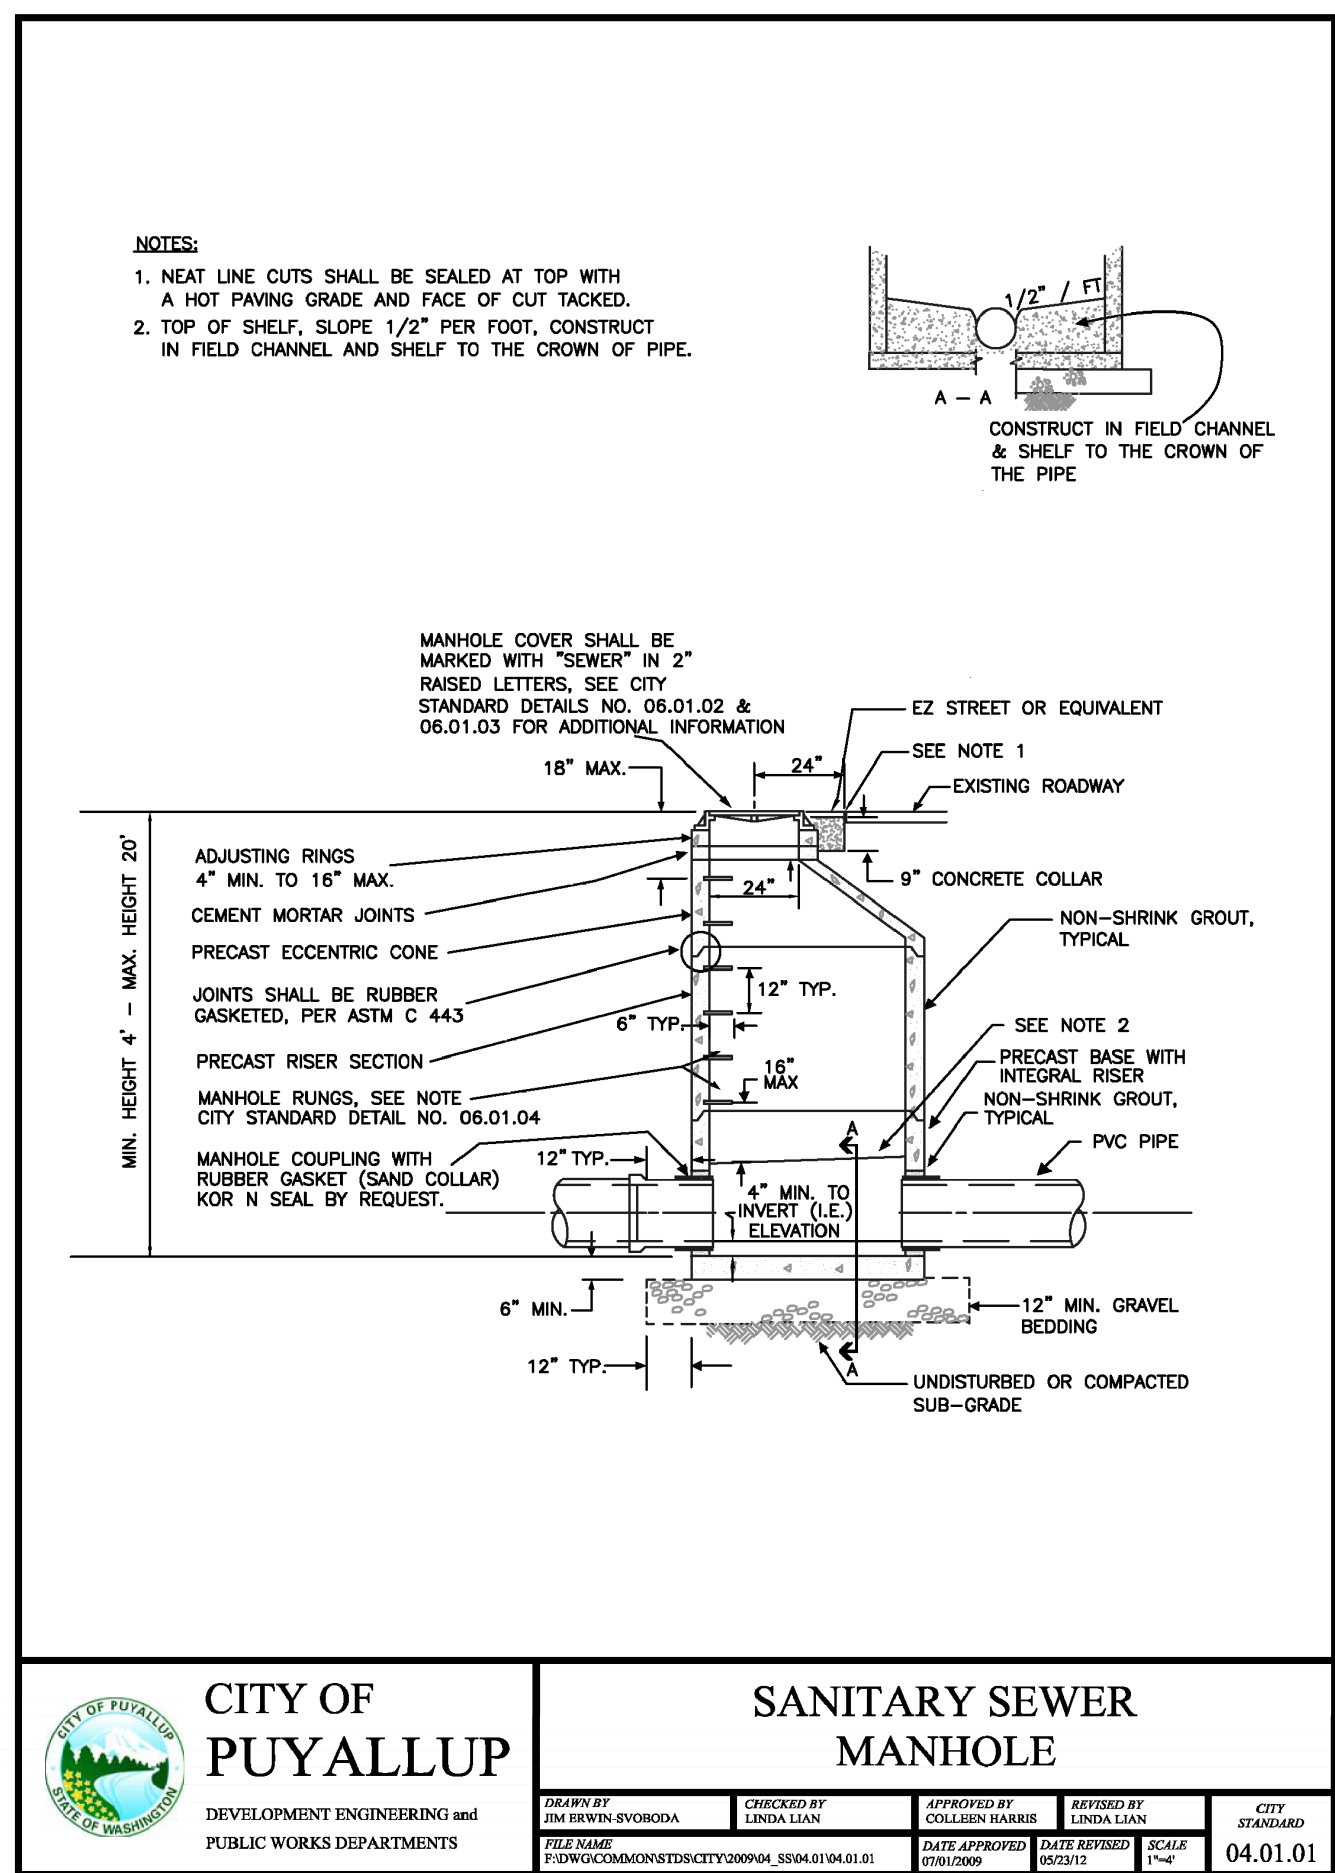 NOTES:
1. NEAT LINE CUTS SHALL BE SEALED AT TOP WITH
A HOT PAVING GRADE AND FACE OF CUT TACKED.
2. TOP OF SHELF, SLOPE 1/2" PER FOOT, CONSTRUCT
IN FIELD CHANNEL AND SHELF TO THE CROWN OF PIPE.
1/2" / FT
A - A
CONSTRUCT IN FIELD CHANNEL
& SHELF TO THE CROWN OF
THE PIPE
MANHOLE COVER SHALL BE
MARKED WITH "SEWER" IN 2"
RAISED LETTERS, SEE CITY
STANDARD DETAILS NO. 06.01.02 &
06.01.03 FOR ADDITIONAL INFORMATION
EZ STREET OR EQUIVALENT
SEE NOTE 1
18" MAX.
24"
EXISTING ROADWAY
MIN. HEIGHT 4' - MAX. HEIGHT 20'
ADJUSTING RINGS
4" MIN. TO 16" MAX.
9" CONCRETE COLLAR
24"
CEMENT MORTAR JOINTS
NON-SHRINK GROUT,
TYPICAL
PRECAST ECCENTRIC CONE
JOINTS SHALL BE RUBBER
GASKETED, PER ASTM C 443
12" TYP.
6" TYP.
SEE NOTE 2
PRECAST RISER SECTION
PRECAST BASE WITH
INTEGRAL RISER
16"
MAX
MANHOLE RUNGS, SEE NOTE
CITY STANDARD DETAIL NO. 06.01.04
NON-SHRINK GROUT,
TYPICAL
A
PVC PIPE
MANHOLE COUPLING WITH
RUBBER GASKET (SAND COLLAR)
KOR N SEAL BY REQUEST.
12" TYP.
4" MIN. TO
INVERT (I.E.)
ELEVATION
6" MIN.
12" MIN. GRAVEL
BEDDING
12" TYP.
A
UNDISTURBED OR COMPACTED
SUB-GRADE
CITY OF PUYALLUP
STATE OF WASHINGTON
CITY OF
PUYALLUP
DEVELOPMENT ENGINEERING and
PUBLIC WORKS DEPARTMENTS
SANITARY SEWER
MANHOLE
DRAWN BY
JIM ERWIN-SVOBODA
CHECKED BY
LINDA LIAN
APPROVED BY
COLLEEN HARRIS
REVISED BY
LINDA LIAN
CITY
STANDARD
04.01.01
FILE NAME
F:\DWG\COMMON\STDS\CITY\2009\04_SS\04.01\04.01.01
DATE APPROVED
07/01/2009
DATE REVISED
05/23/12
SCALE
1"=4'